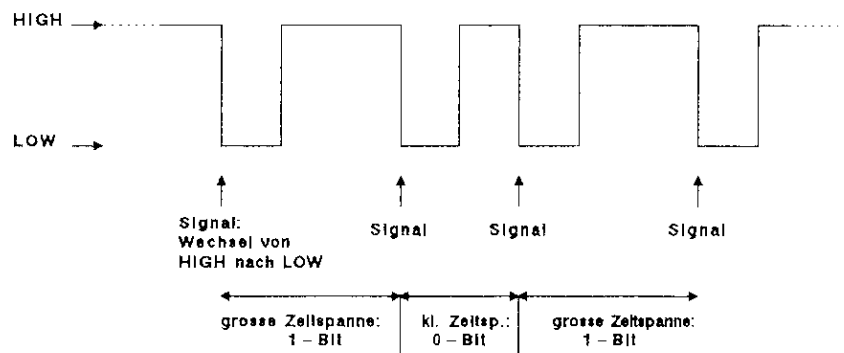 HIGH
LOW
Signal:
Wechsel von
HIGH nach LOW
Signal
Signal
Signal
grosse Zeitspanne:
1 – Bit
kl. Zeitsp.:
0 – Bit
grosse Zeitspanne:
1 – Bit